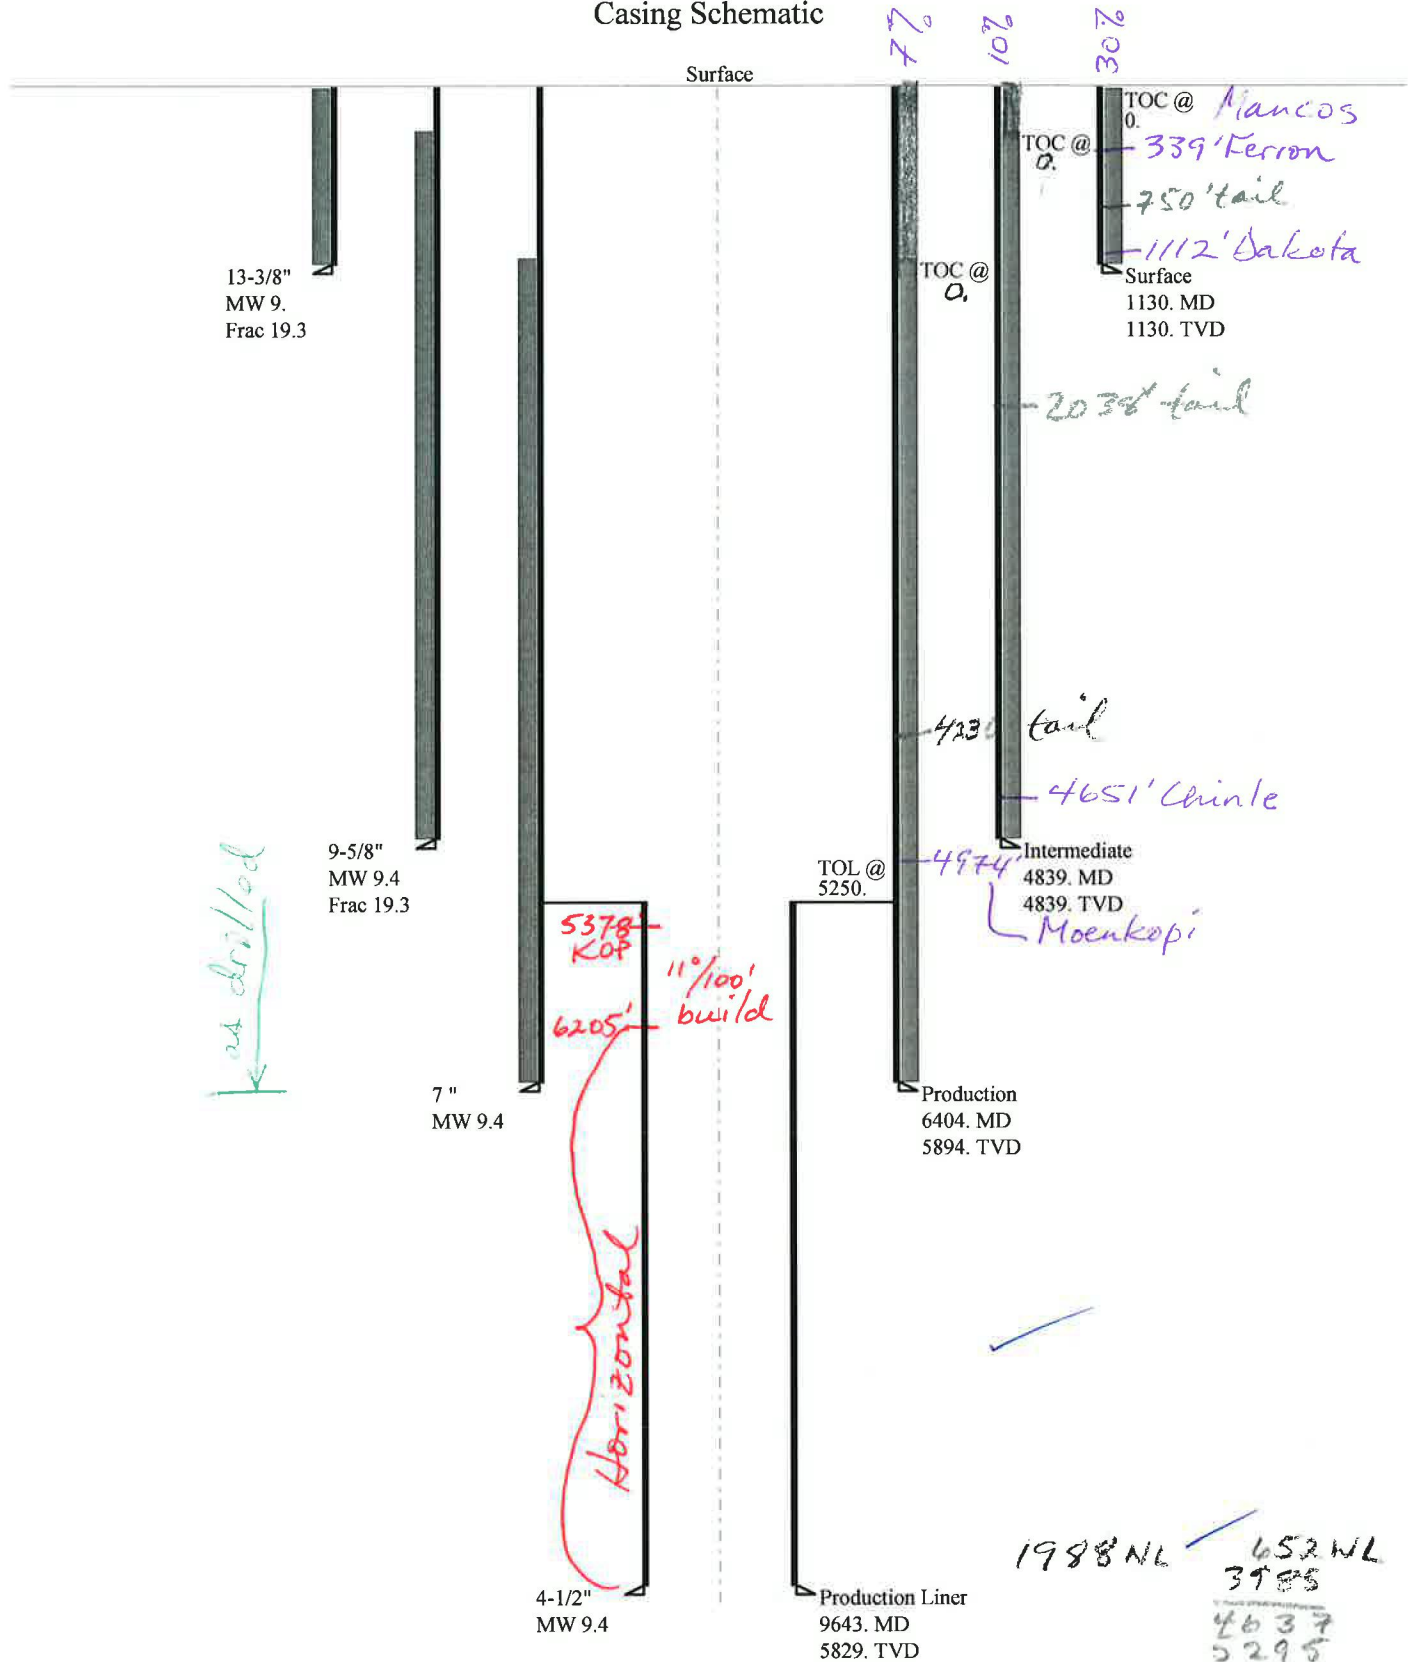 Casing Schematic
7%
10%
30%
Surface
TOC @
0.
Mancos
TOC @
0.
339' Ferron
750' tail
1112' Dakota
TOC @
0.
13-3/8"
MW 9.
Frac 19.3
Surface
1130. MD
1130. TVD
2038' tail
tail
4651' Chinle
9-5/8"
MW 9.4
Frac 19.3
TOL @
5250.
4974'
Moenkopi
Intermediate
4839. MD
4839. TVD
as drilled
5378'
KOP
11°/100'
build
6205'
7 "
MW 9.4
Production
6404. MD
5894. TVD
Horizontal
4-1/2"
MW 9.4
Production Liner
9643. MD
5829. TVD
1988 NL
652 WL
3985
4637
5295